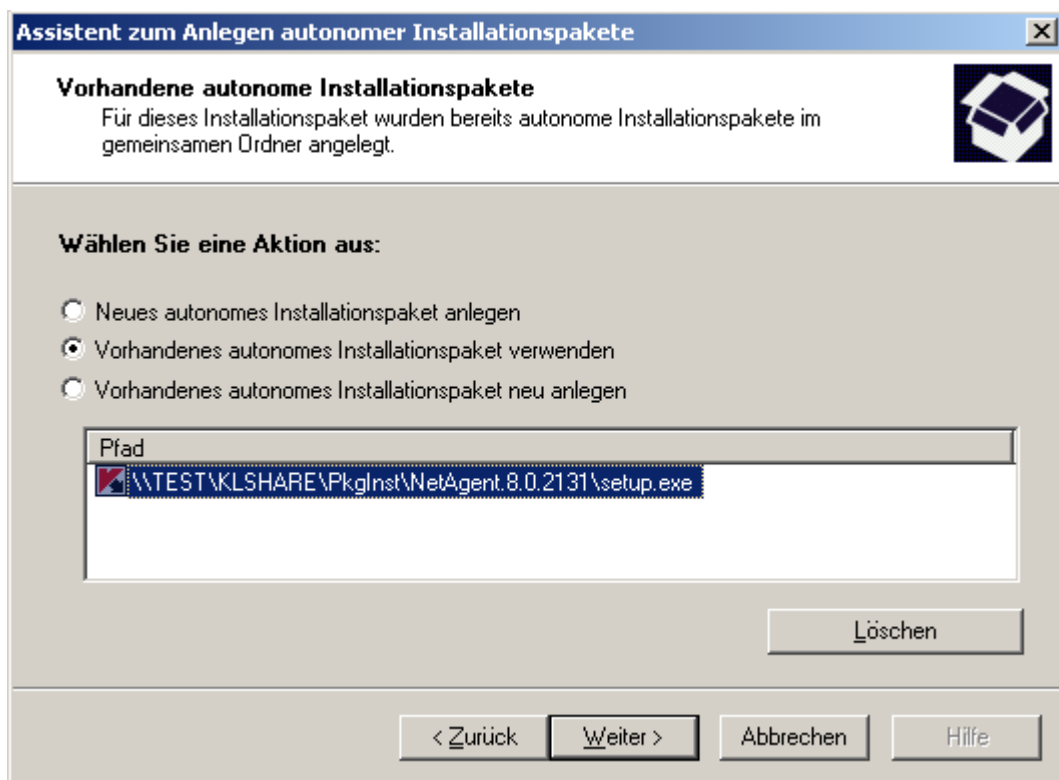 Assistent zum Anlegen autonomer Installationspakete
Vorhandene autonome Installationspakete
Für dieses Installationspaket wurden bereits autonome Installationspakete im
gemeinsamen Ordner angelegt.
Wählen Sie eine Aktion aus:
Neues autonomes Installationspaket anlegen
Vorhandenes autonomes Installationspaket verwenden
Vorhandenes autonomes Installationspaket neu anlegen
Pfad
\\TEST\KLSHARE\PkgInst\NetAgent.8.0.2131\setup.exe
Löschen
< Zurück
Weiter >
Abbrechen
Hilfe